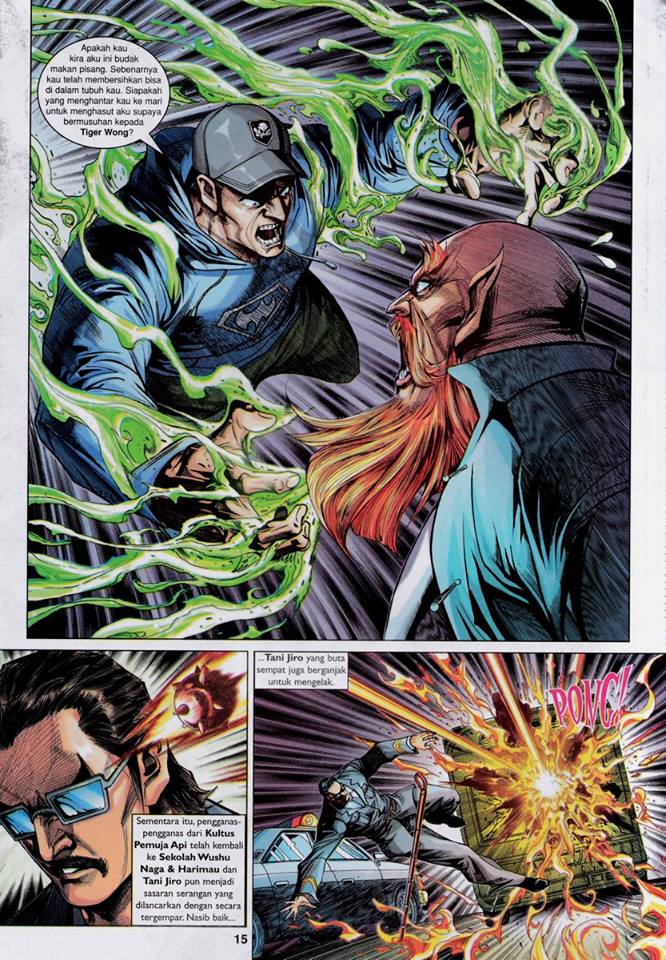 Apakah kau
kira aku ini budak
makan pisang. Sebenarnya
kau telah membersihkan bisa
di dalam tubuh kau. Siapakah
yang menghantar kau ke mari
untuk menghasut aku supaya
bermusuhan kepada
Tiger Wong?
Sementara itu, pengganas-
pengganas dari Kultus
Pemuja Api telah kembali
ke Sekolah Wushu
Naga & Harimau dan
Tani Jiro pun menjadi
sasaran serangan yang
dilancarkan dengan secara
tergempar. Nasib baik...
...Tani Jiro yang buta
sempat juga berganjak
untuk mengelak.
PONG!
15